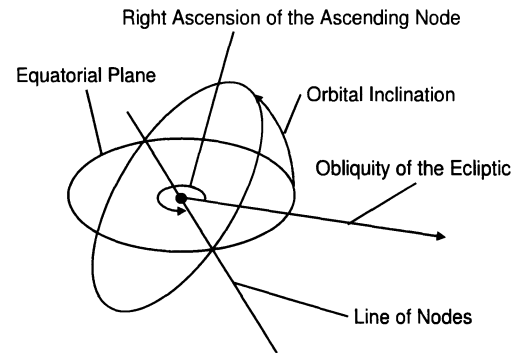 Right Ascension of the Ascending Node
Equatorial Plane
Orbital Inclination
Obliquity of the Ecliptic
Line of Nodes